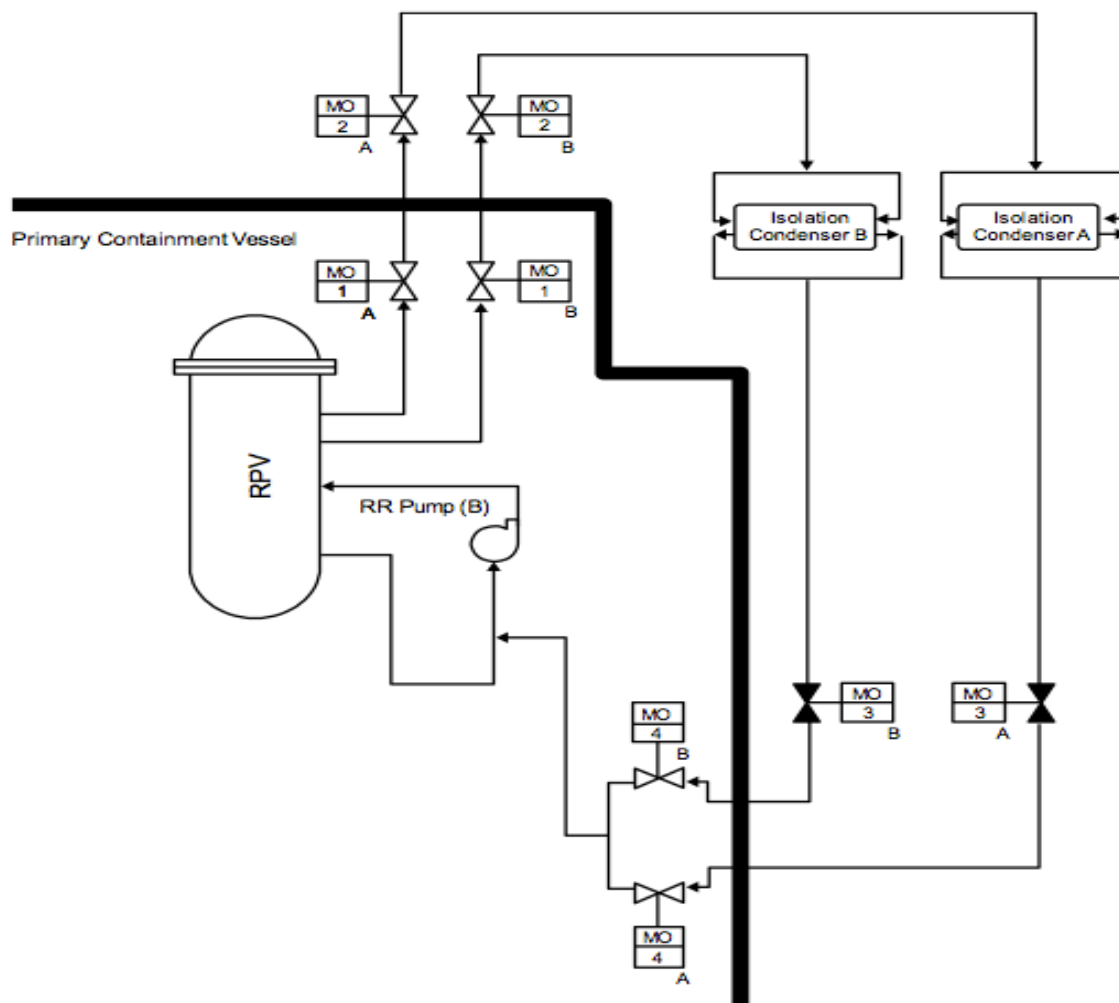 MO
2
A
MO
2
B
Primary Containment Vessel
Isolation
Condenser B
Isolation
Condenser A
MO
1
A
MO
1
B
RPV
RR Pump (B)
MO
3
B
MO
3
A
MO
4
B
MO
4
A